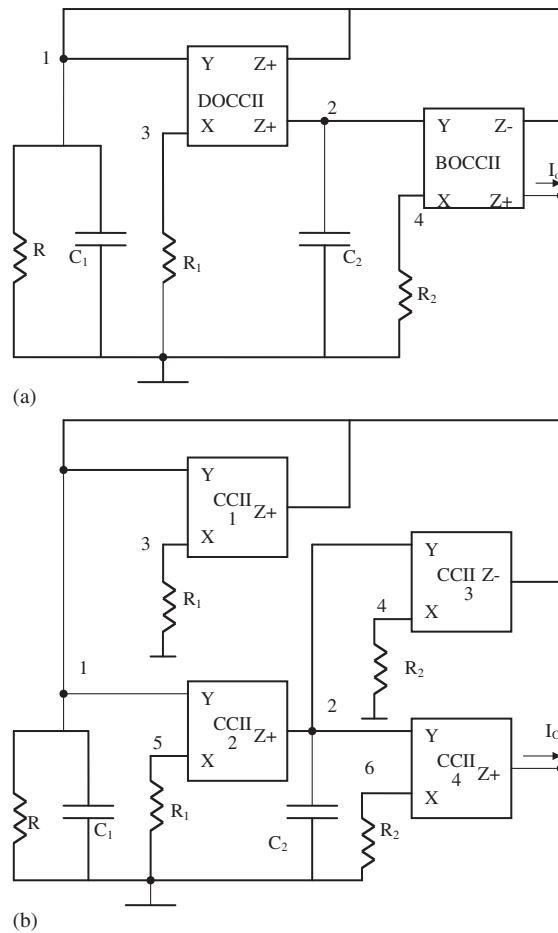 1
Y Z+
DOCCII
Z+
X
3
2
Y Z-
BOCCII
X Z+
4
R
C1
R1
C2
R2
(a)
Y
CCII
1 Z+
X
3
R1
Y
CCII Z-
3
X
4
R2
1
Y
CCII
2 Z+
X
5
2
Y
CCII
4 Z+
X
6
IO
R
C1
R1
C2
R2
(b)